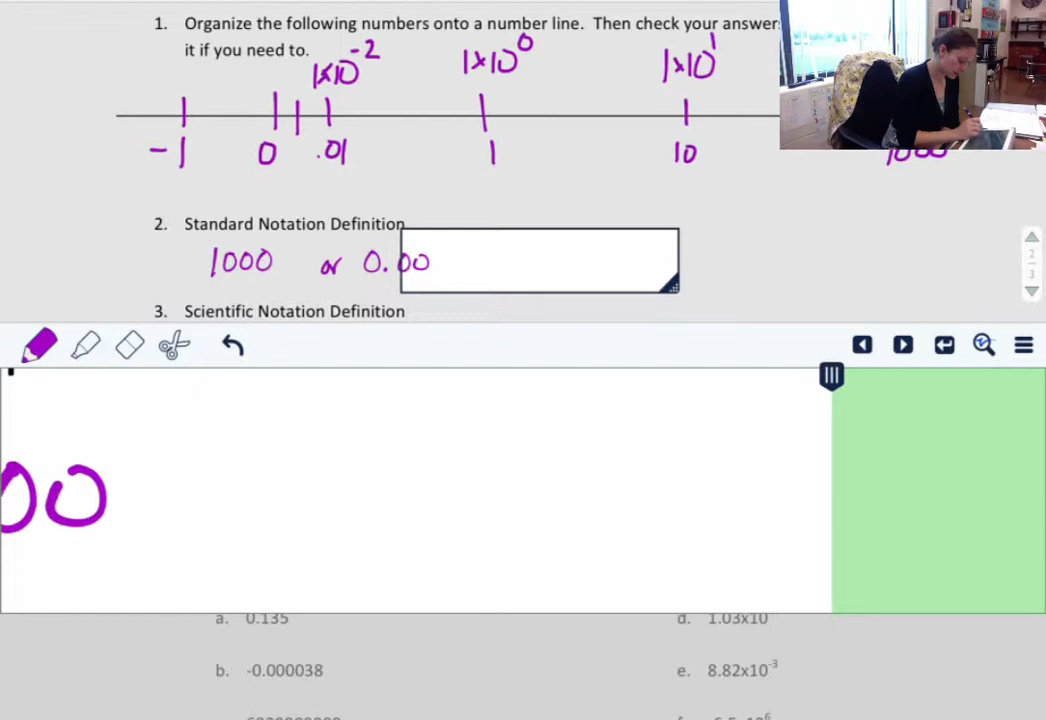 1. Organize the following numbers onto a number line. Then check your answer
it if you need to.
1x10^-2 1x10^0 1x10^1
-1 0 .01 1 10 1000
2. Standard Notation Definition
1000 or 0.00
3. Scientific Notation Definition
00
a. 0.135 d. 1.03x10
b. -0.000038 e. 8.82x10^-3